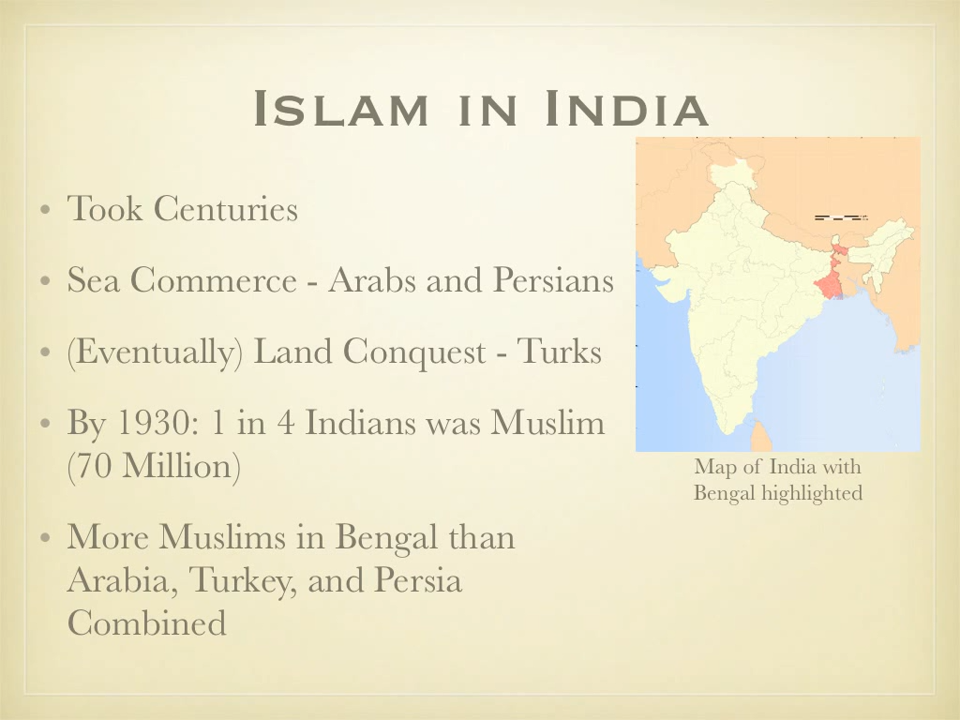 Islam in India
• Took Centuries
• Sea Commerce - Arabs and Persians
• (Eventually) Land Conquest - Turks
• By 1930: 1 in 4 Indians was Muslim
(70 Million)
• More Muslims in Bengal than
Arabia, Turkey, and Persia
Combined
Map of India with
Bengal highlighted